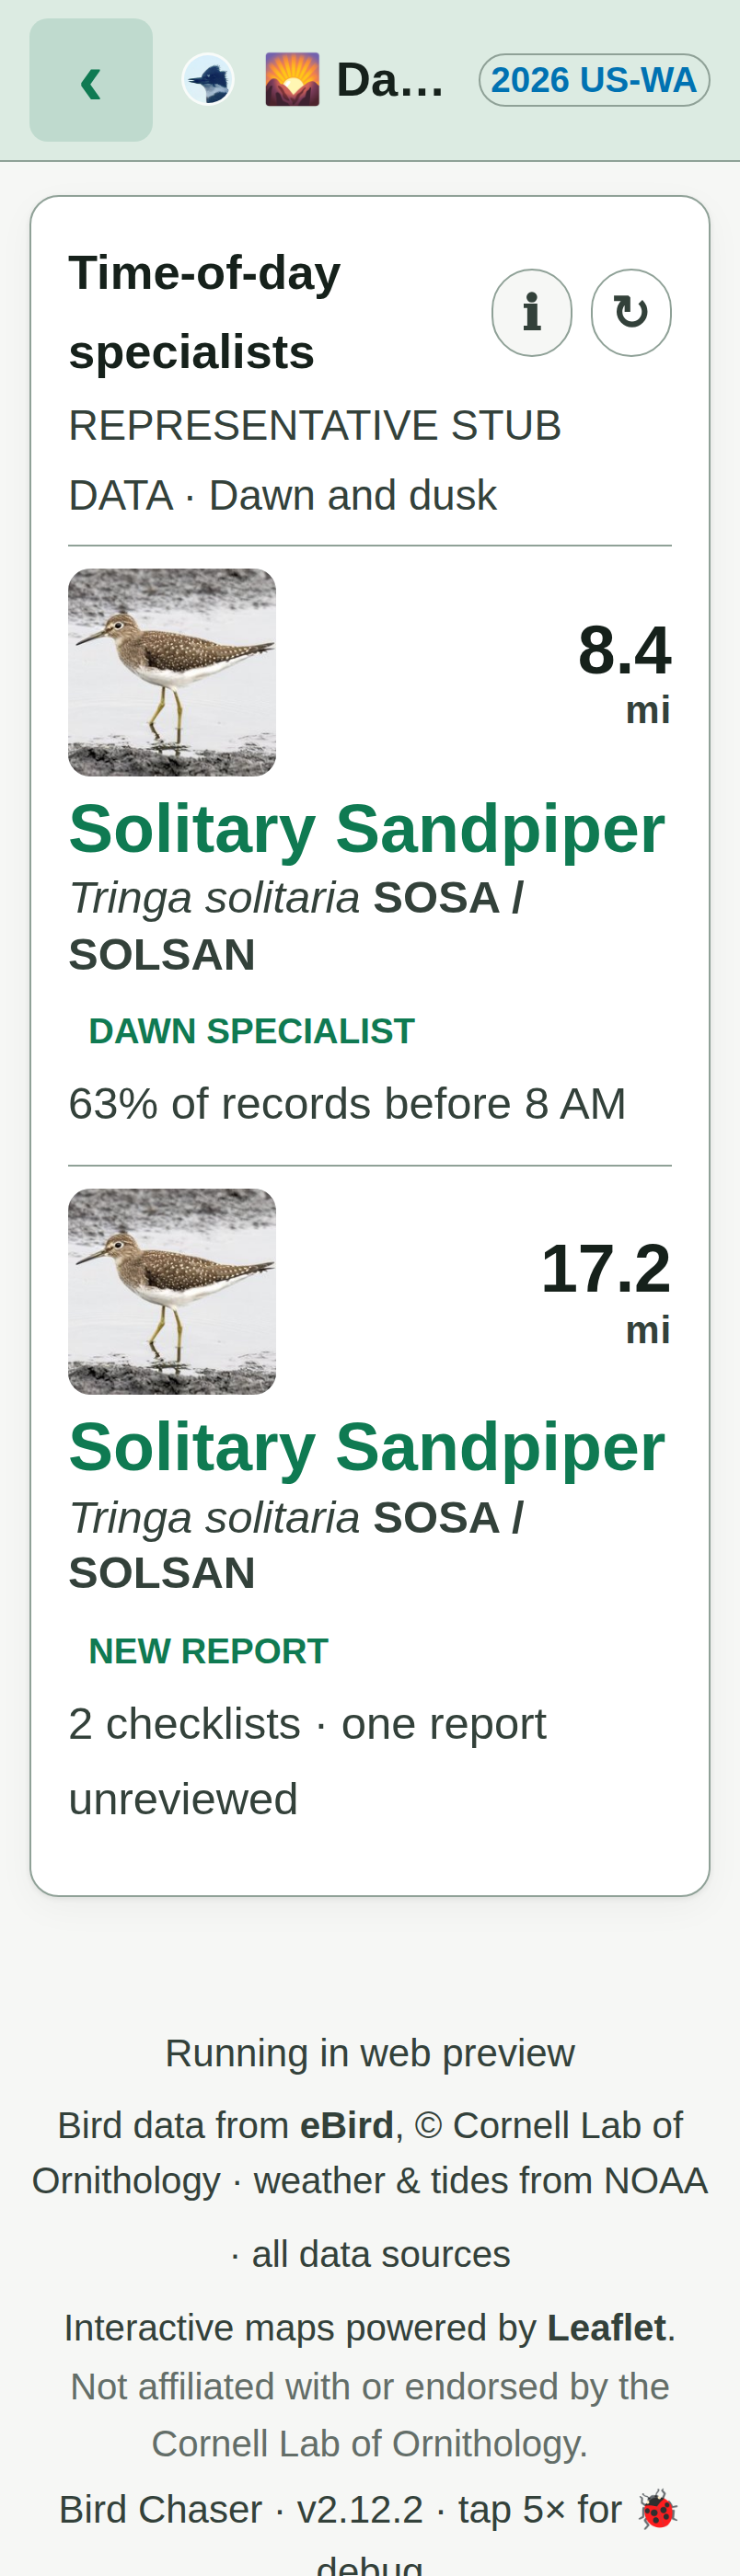 ‹ Da... 2026 US-WA
Time-of-day
specialists
ℹ ↻
REPRESENTATIVE STUB
DATA · Dawn and dusk
8.4
mi
Solitary Sandpiper
Tringa solitaria SOSA /
SOLSAN
DAWN SPECIALIST
63% of records before 8 AM
17.2
mi
Solitary Sandpiper
Tringa solitaria SOSA /
SOLSAN
NEW REPORT
2 checklists · one report
unreviewed
Running in web preview
Bird data from eBird, © Cornell Lab of
Ornithology · weather & tides from NOAA
· all data sources
Interactive maps powered by Leaflet.
Not affiliated with or endorsed by the
Cornell Lab of Ornithology.
Bird Chaser · v2.12.2 · tap 5× for 🐞
debug